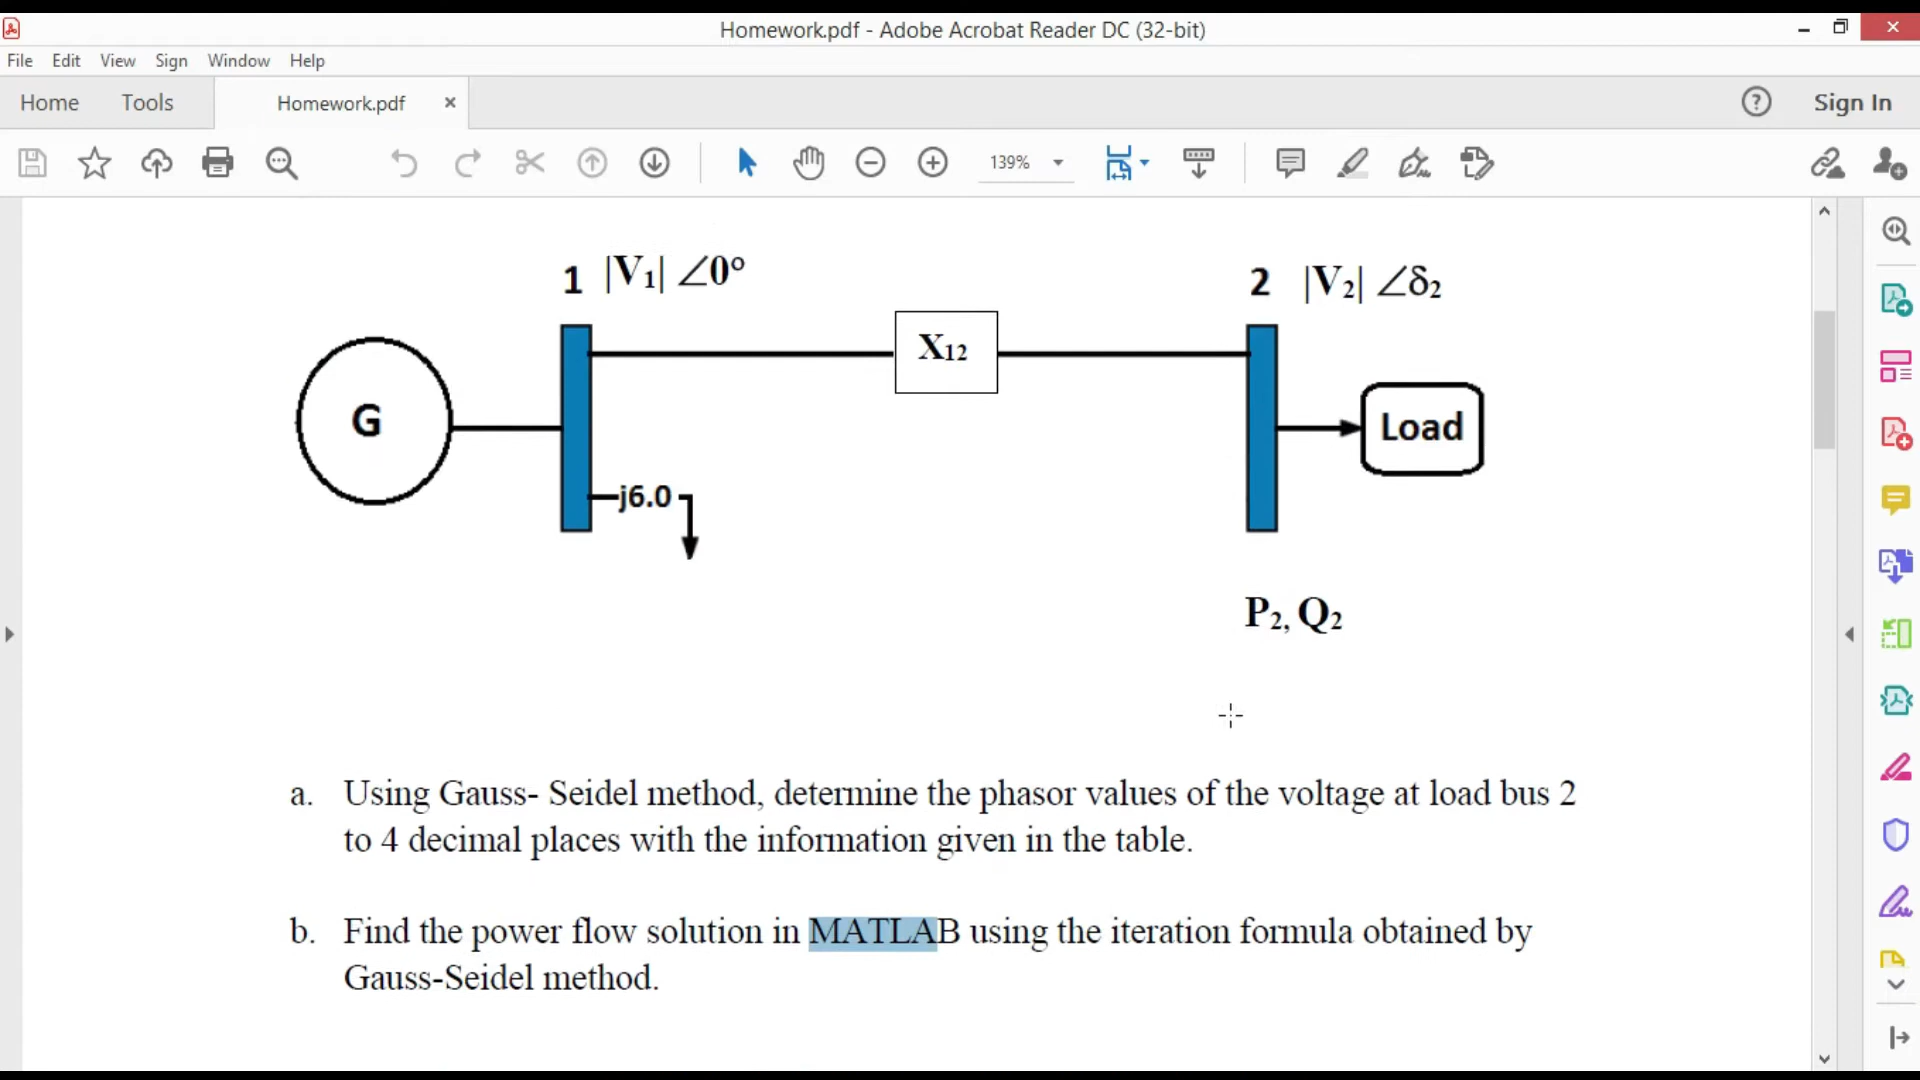 Homework.pdf - Adobe Acrobat Reader DC (32-bit)
File Edit View Sign Window Help
Home Tools Homework.pdf Sign In
139%
1 |V₁| ∠0°
2 |V₂| ∠δ₂
X₁₂
G
Load
j6.0
P₂, Q₂
a. Using Gauss- Seidel method, determine the phasor values of the voltage at load bus 2
to 4 decimal places with the information given in the table.
b. Find the power flow solution in MATLAB using the iteration formula obtained by
Gauss-Seidel method.